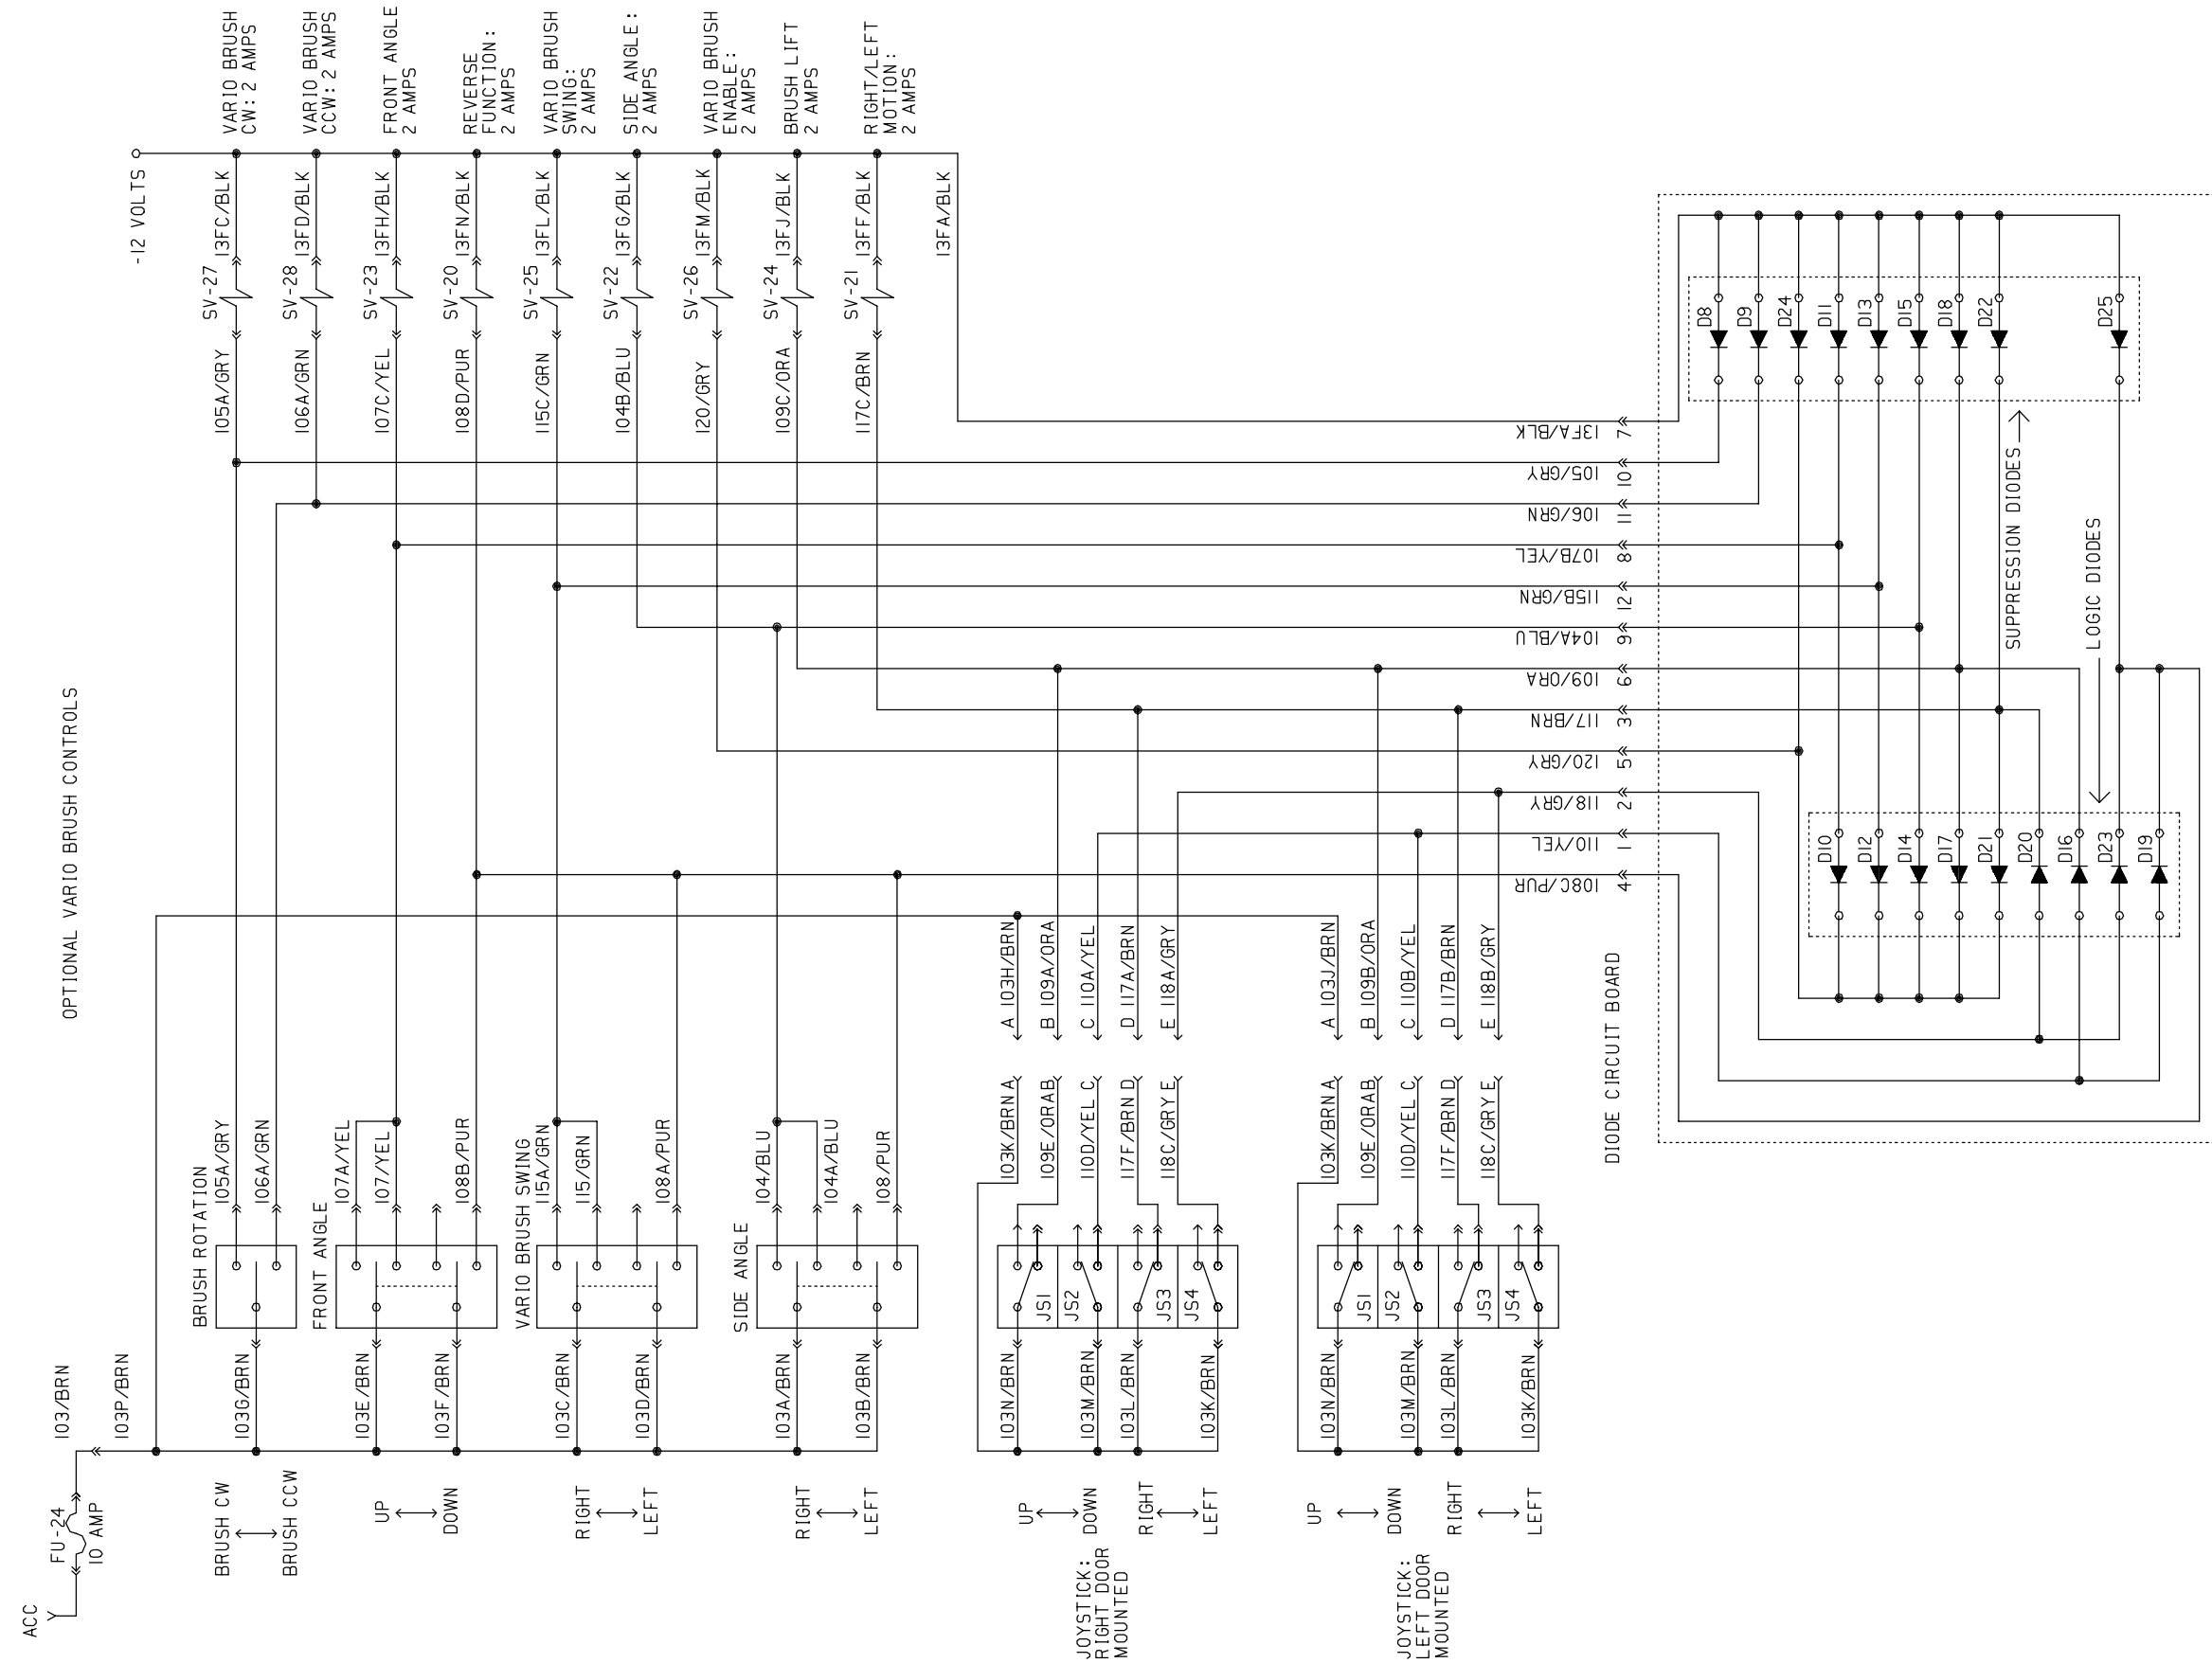 OPTIONAL VARIO BRUSH CONTROLS
ACC
FU-24
10 AMP
103/BRN
103P/BRN
-12 VOLTS
VARIO BRUSH
CW: 2 AMPS
VARIO BRUSH
CCW: 2 AMPS
FRONT ANGLE
2 AMPS
REVERSE
FUNCTION:
2 AMPS
VARIO BRUSH
SWING:
2 AMPS
SIDE ANGLE:
2 AMPS
VARIO BRUSH
ENABLE:
2 AMPS
BRUSH LIFT
2 AMPS
RIGHT/LEFT
MOTION:
2 AMPS
13FC/BLK
13FD/BLK
13FH/BLK
13FN/BLK
13FL/BLK
13FG/BLK
13FM/BLK
13FJ/BLK
13FF/BLK
13FA/BLK
SV-27
SV-28
SV-23
SV-20
SV-25
SV-22
SV-26
SV-24
SV-21
105A/GRY
106A/GRN
107C/YEL
108D/PUR
115C/GRN
104B/BLU
120/GRY
109C/ORA
117C/BRN
13FA/BLK 7
105/GRY 10
106/GRN 11
107B/YEL 8
115B/GRN 12
104A/BLU 9
109/ORA 6
117/BRN 3
120/GRY 5
118/GRY 2
110/YEL 1
108C/PUR 4
D8
D9
D24
D11
D13
D15
D18
D22
D25
SUPPRESSION DIODES
LOGIC DIODES
D10
D12
D14
D17
D21
D20
D16
D23
D19
DIODE CIRCUIT BOARD
BRUSH ROTATION
105A/GRY
106A/GRN
FRONT ANGLE
107A/YEL
107/YEL
108B/PUR
VARIO BRUSH SWING
115A/GRN
115/GRN
108A/PUR
SIDE ANGLE
104/BLU
104A/BLU
108/PUR
A 103H/BRN
B 109A/ORA
C 110A/YEL
D 117A/BRN
E 118A/GRY
A 103J/BRN
B 109B/ORA
C 110B/YEL
D 117B/BRN
E 118B/GRY
103K/BRN A
109E/ORA B
110D/YEL C
117F/BRN D
118C/GRY E
103K/BRN A
109E/ORA B
110D/YEL C
117F/BRN D
118C/GRY E
JS1
JS2
JS3
JS4
JS1
JS2
JS3
JS4
103G/BRN
103E/BRN
103F/BRN
103C/BRN
103D/BRN
103A/BRN
103B/BRN
103N/BRN
103M/BRN
103L/BRN
103K/BRN
103N/BRN
103M/BRN
103L/BRN
103K/BRN
BRUSH CW
BRUSH CCW
UP
DOWN
RIGHT
LEFT
RIGHT
LEFT
UP
DOWN
RIGHT
LEFT
UP
DOWN
RIGHT
LEFT
JOYSTICK:
RIGHT DOOR
MOUNTED
JOYSTICK:
LEFT DOOR
MOUNTED